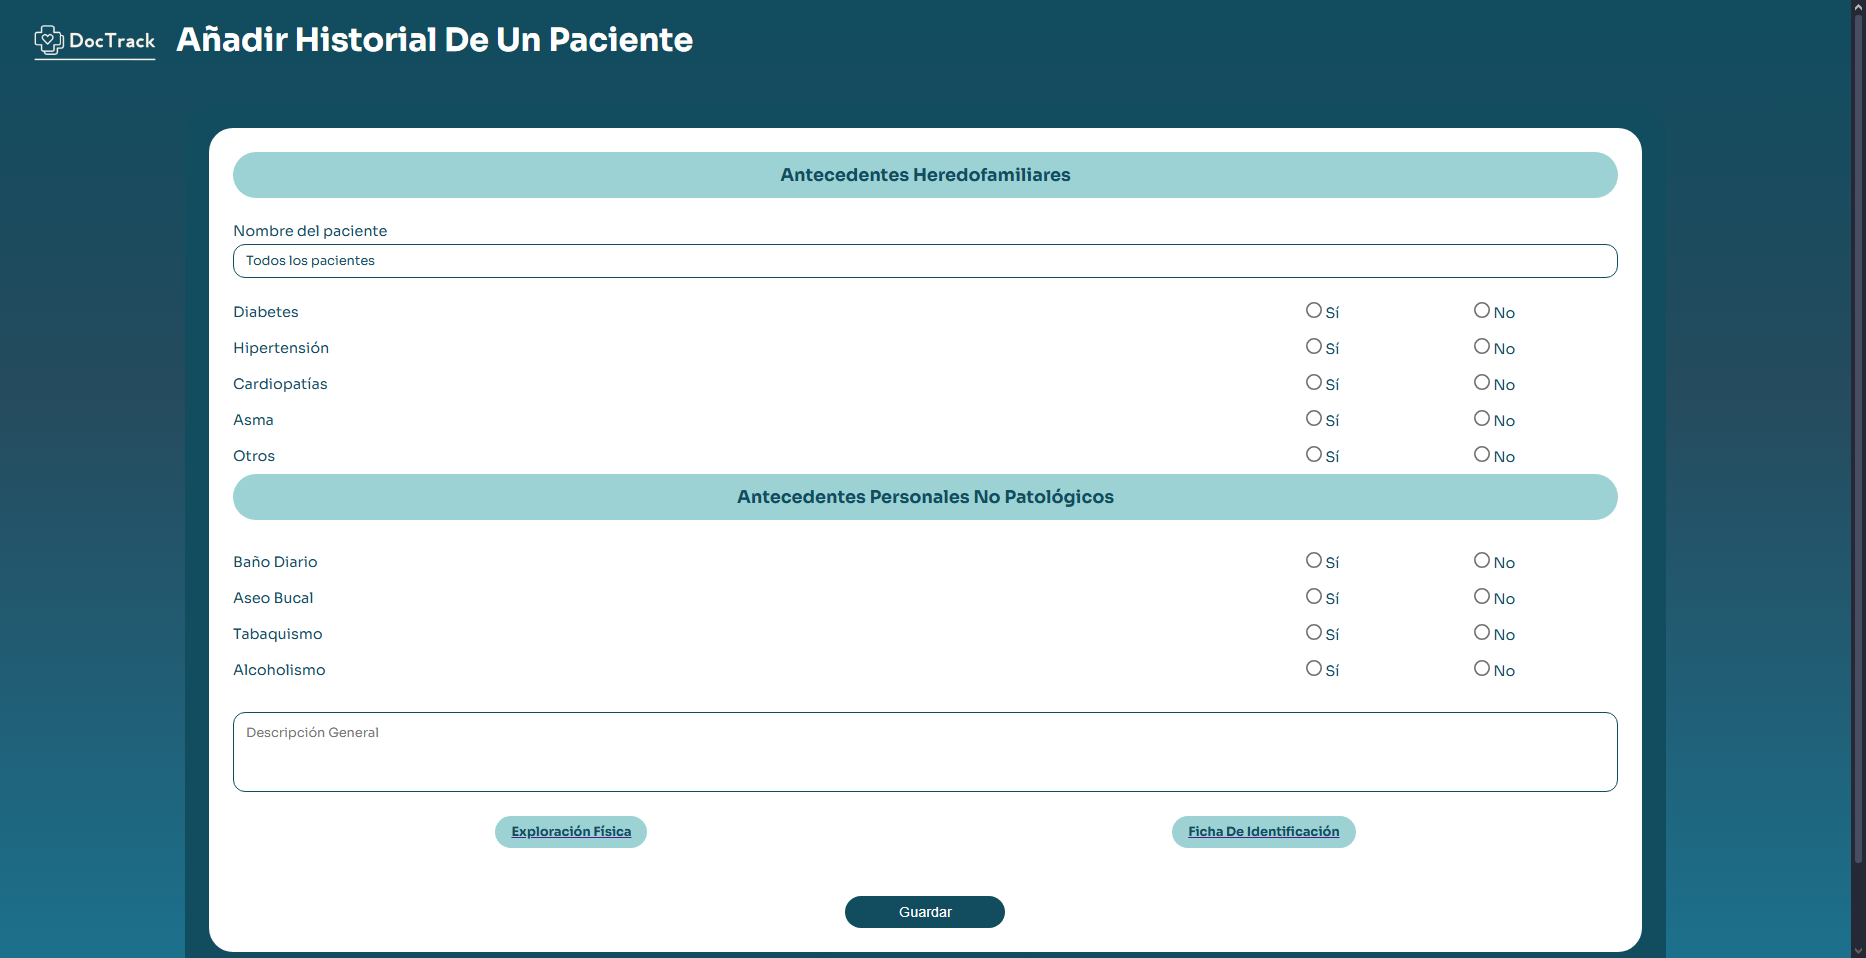 DocTrack Añadir Historial De Un Paciente
Antecedentes Heredofamiliares
Nombre del paciente
Todos los pacientes
Diabetes Sí No
Hipertensión Sí No
Cardiopatías Sí No
Asma Sí No
Otros Sí No
Antecedentes Personales No Patológicos
Baño Diario Sí No
Aseo Bucal Sí No
Tabaquismo Sí No
Alcoholismo Sí No
Descripción General
Exploración Física Ficha De Identificación
Guardar